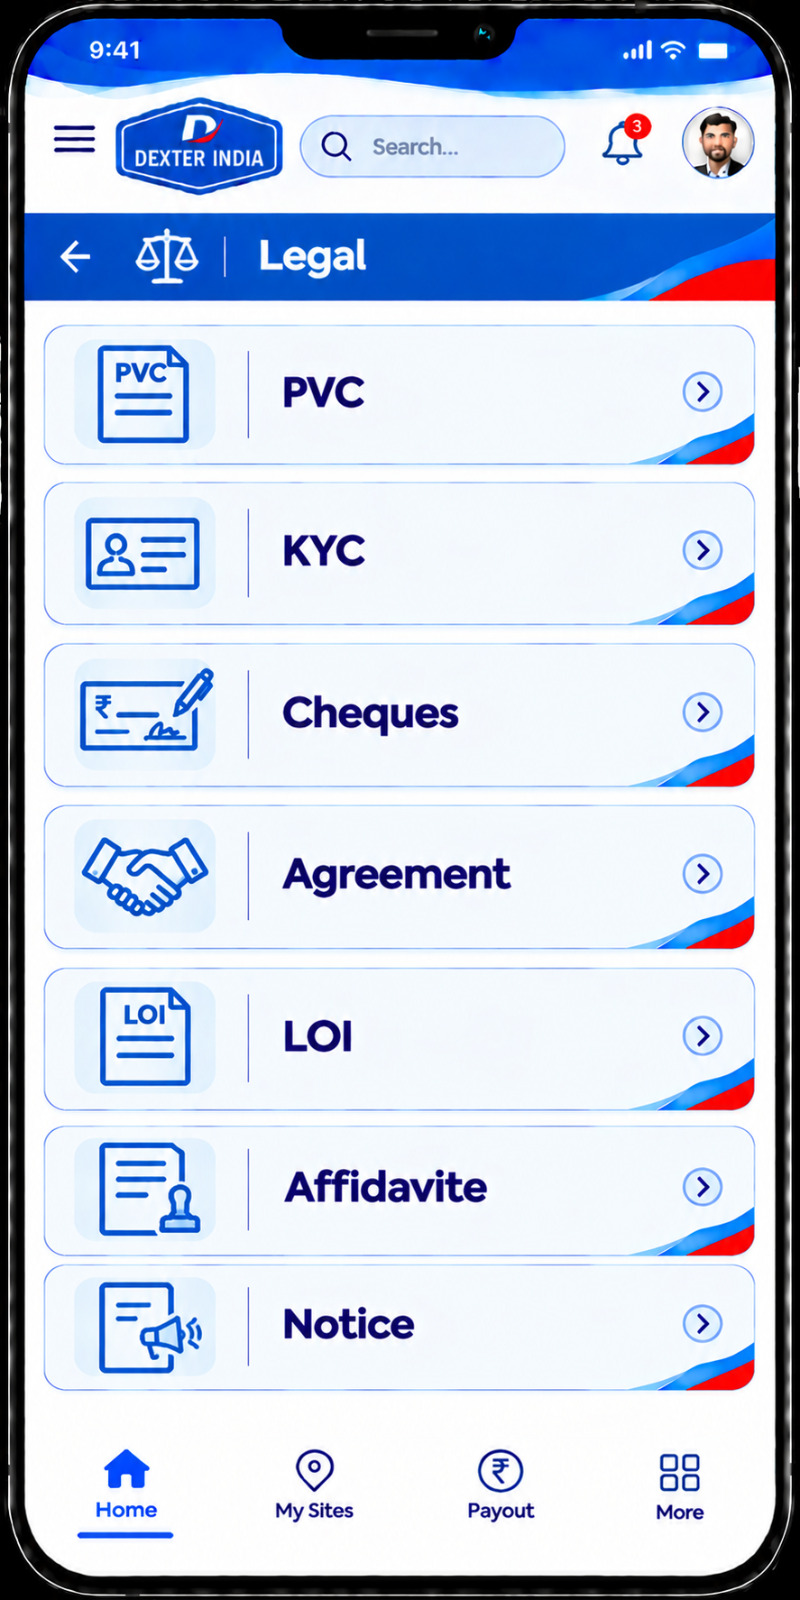 9:41
D
DEXTER INDIA
Search...
3
Legal
PVC
PVC
KYC
₹
Cheques
Agreement
LOI
LOI
Affidavite
Notice
₹
Home
My Sites
Payout
More